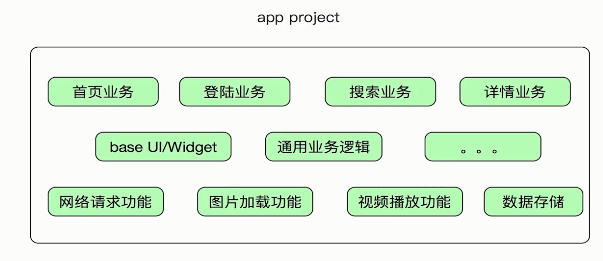 app project
首页业务 登陆业务 搜索业务 详情业务
base UI/Widget 通用业务逻辑 。。。
网络请求功能 图片加载功能 视频播放功能 数据存储